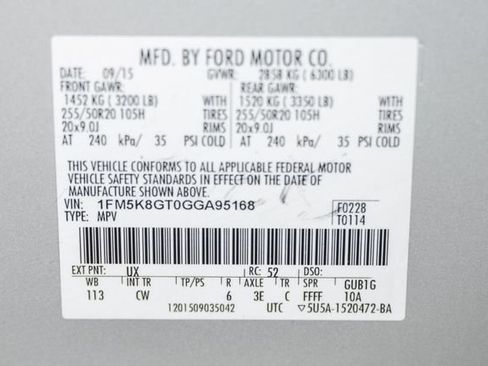 MFD. BY FORD MOTOR CO.
DATE: 09/15 GVWR: 2858 KG ( 6300 LB)
FRONT GAWR: REAR GAWR:
1452 KG ( 3200 LB) WITH 1520 KG ( 3350 LB) WITH
255/50R20 105H TIRES 255/50R20 105H TIRES
20x9.0J RIMS 20x9.0J RIMS
AT 240 kPa/ 35 PSI COLD AT 240 kPa/ 35 PSI COLD
THIS VEHICLE CONFORMS TO ALL APPLICABLE FEDERAL MOTOR
VEHICLE SAFETY STANDARDS IN EFFECT ON THE DATE OF
MANUFACTURE SHOWN ABOVE.
VIN: 1FM5K8GT0GGA95168 F0228
TYPE: MPV T0114
EXT PNT: UX RC: 52 DSO:
WB INT TR TP/PS R AXLE TR SPR GUB1G
113 CW 6 3E C FFFF 10A
1201509035042 UTC ▽5U5A-1520472-BA